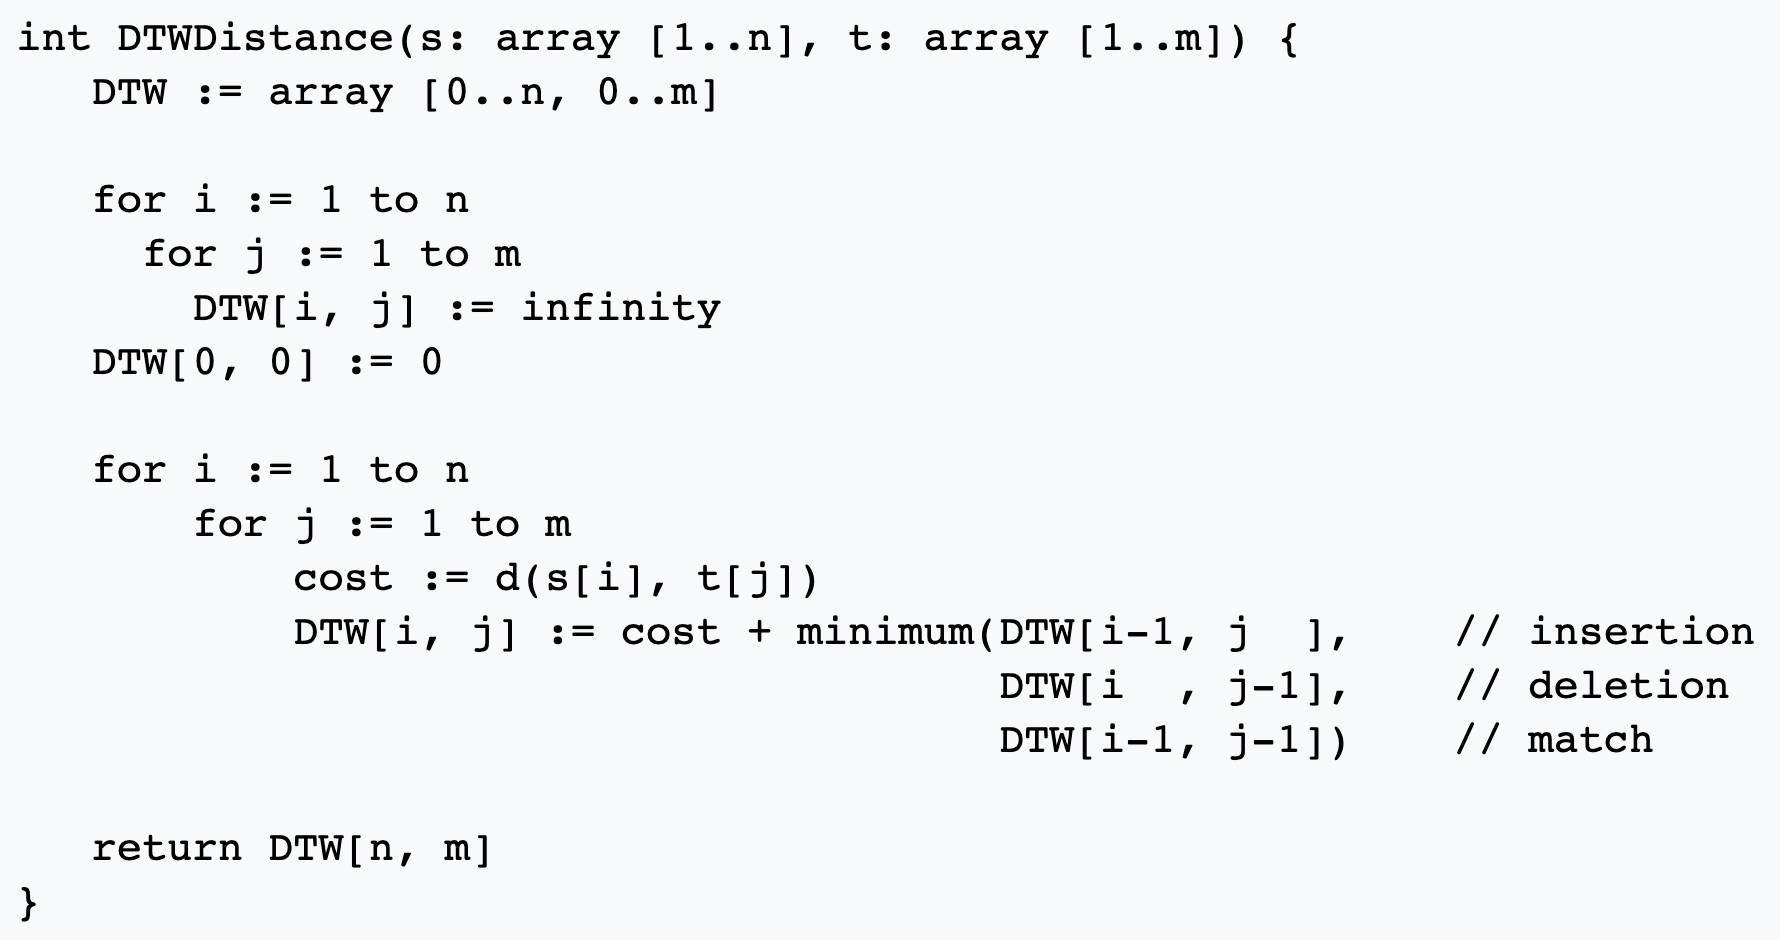 int DTWDistance(s: array [1..n], t: array [1..m]) {
   DTW := array [0..n, 0..m]

   for i := 1 to n
     for j := 1 to m
       DTW[i, j] := infinity
   DTW[0, 0] := 0

   for i := 1 to n
       for j := 1 to m
           cost := d(s[i], t[j])
           DTW[i, j] := cost + minimum(DTW[i-1, j  ],    // insertion
                                       DTW[i  , j-1],    // deletion
                                       DTW[i-1, j-1])    // match

   return DTW[n, m]
}